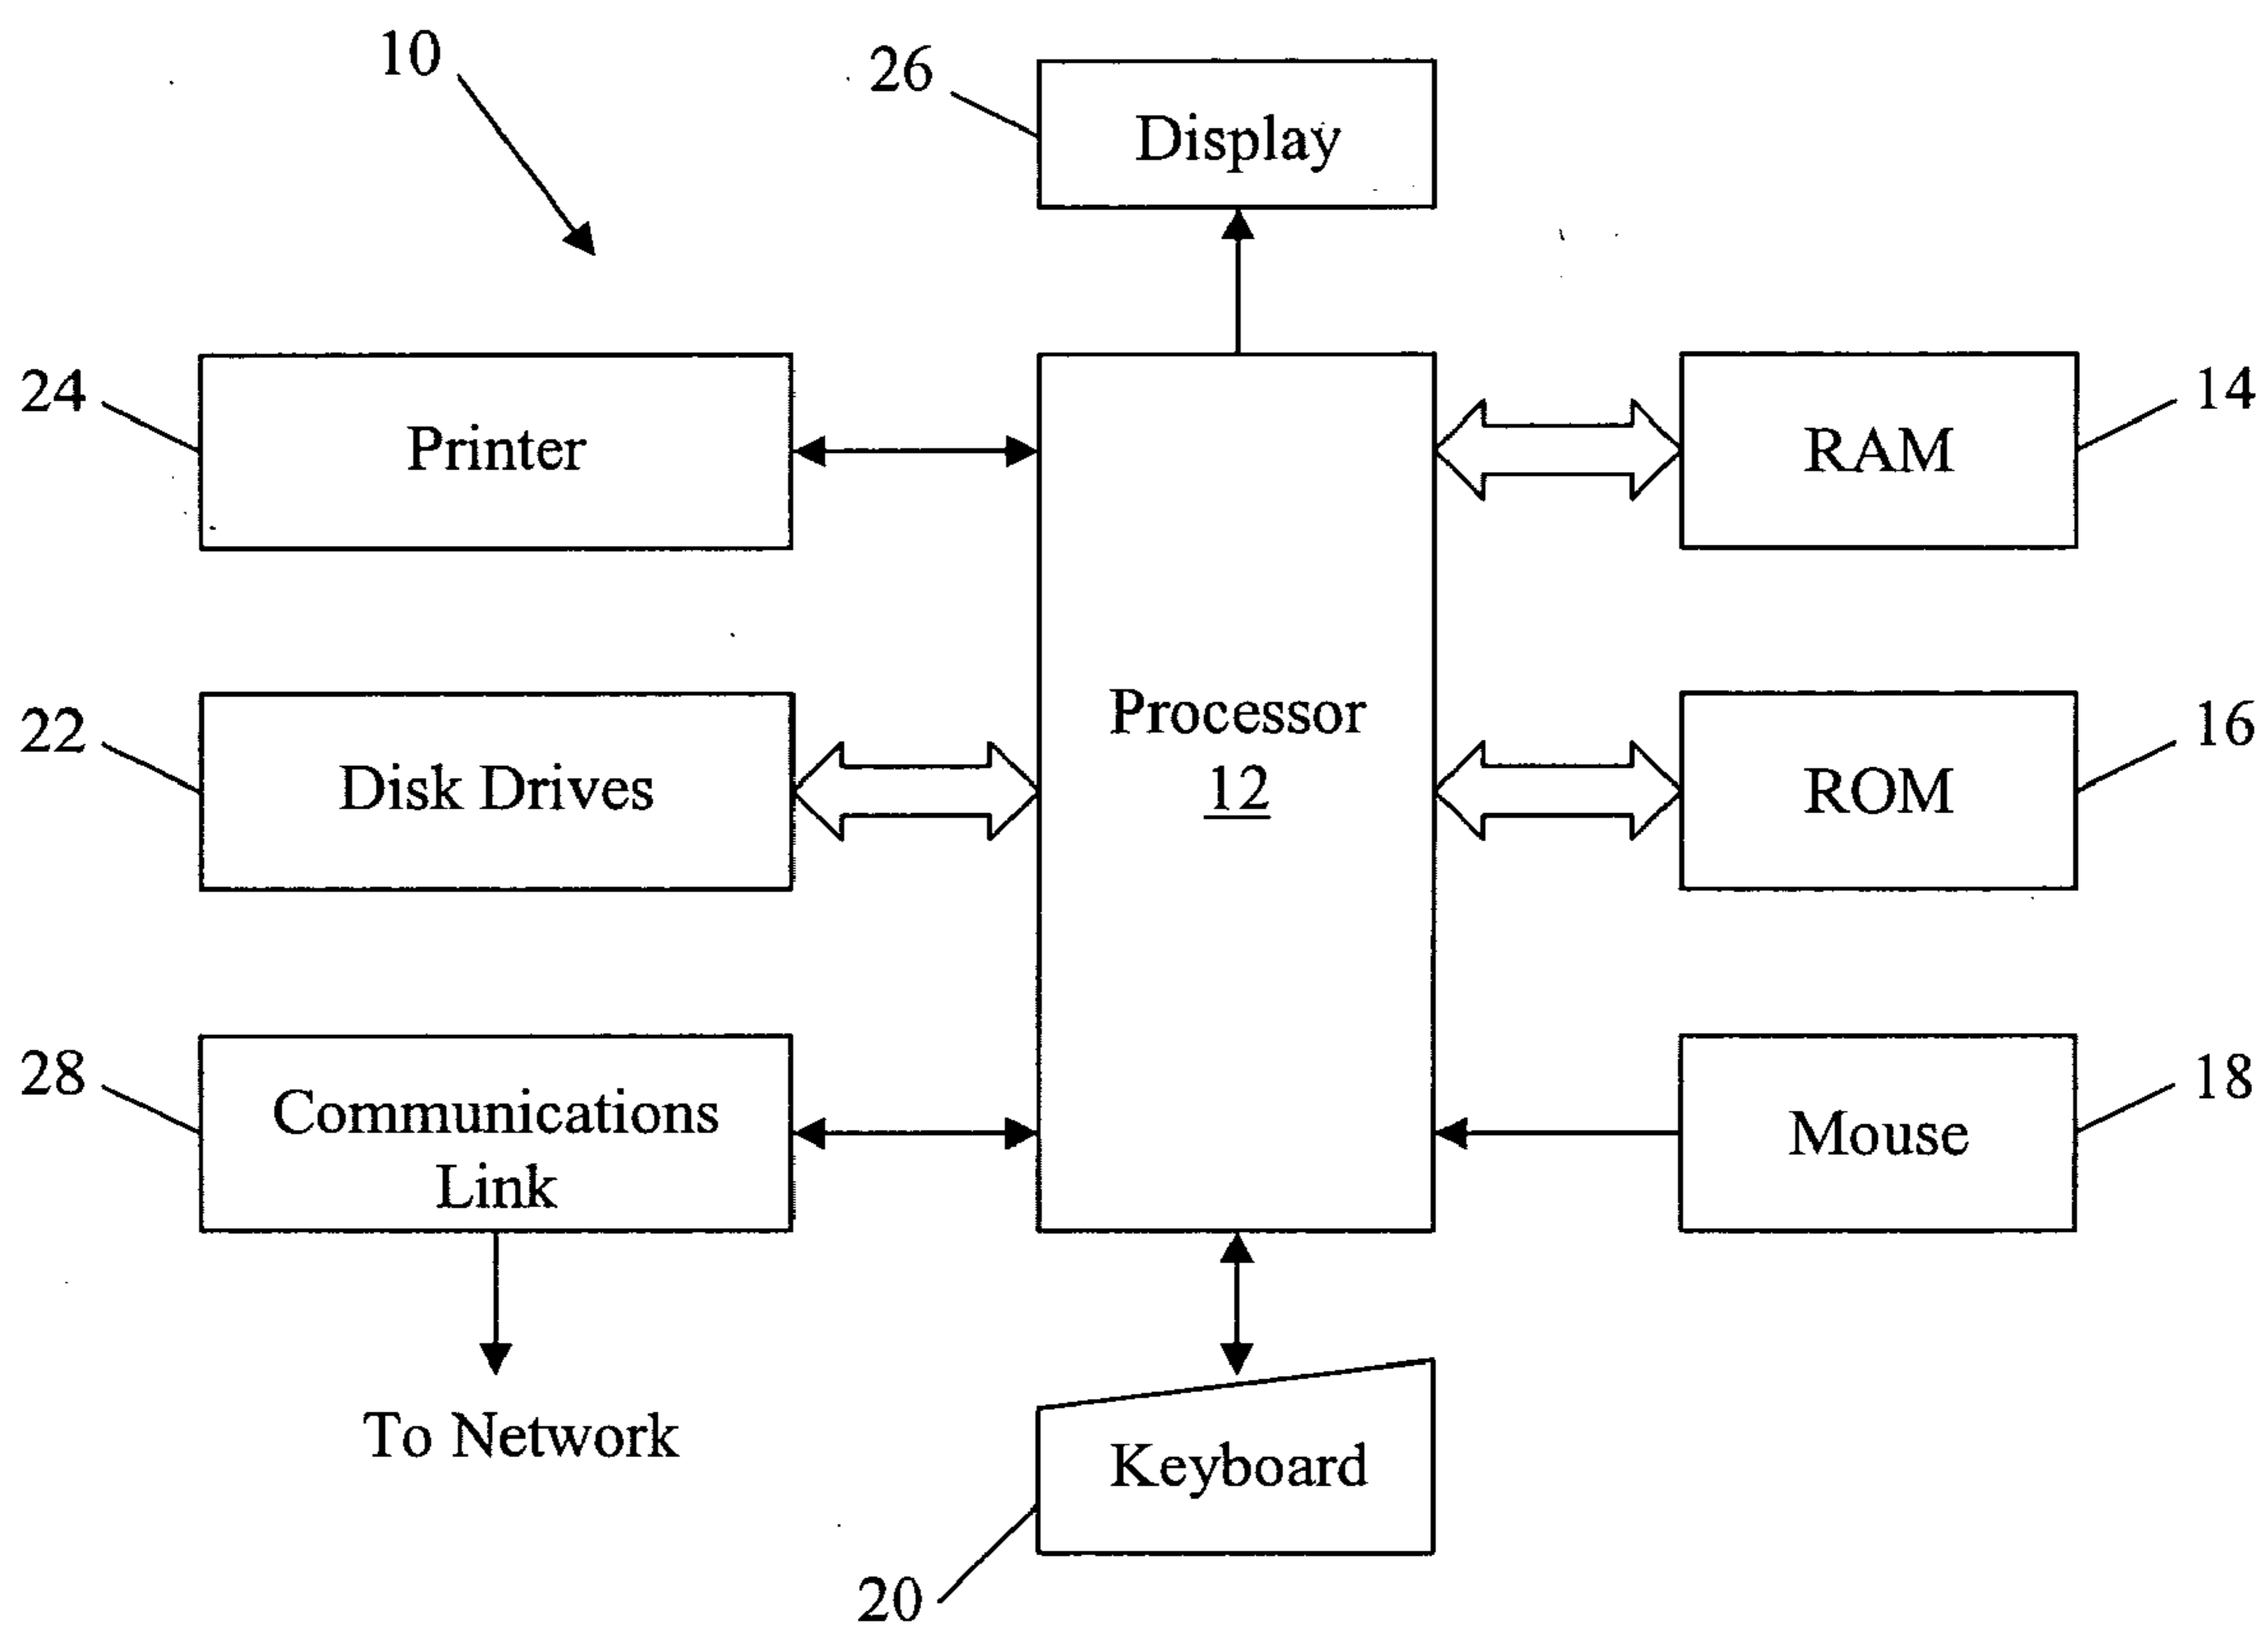 10
26
Display
24
Printer
RAM
14
22
Disk Drives
Processor
12
ROM
16
28
Communications
Link
Mouse
18
To Network
Keyboard
20